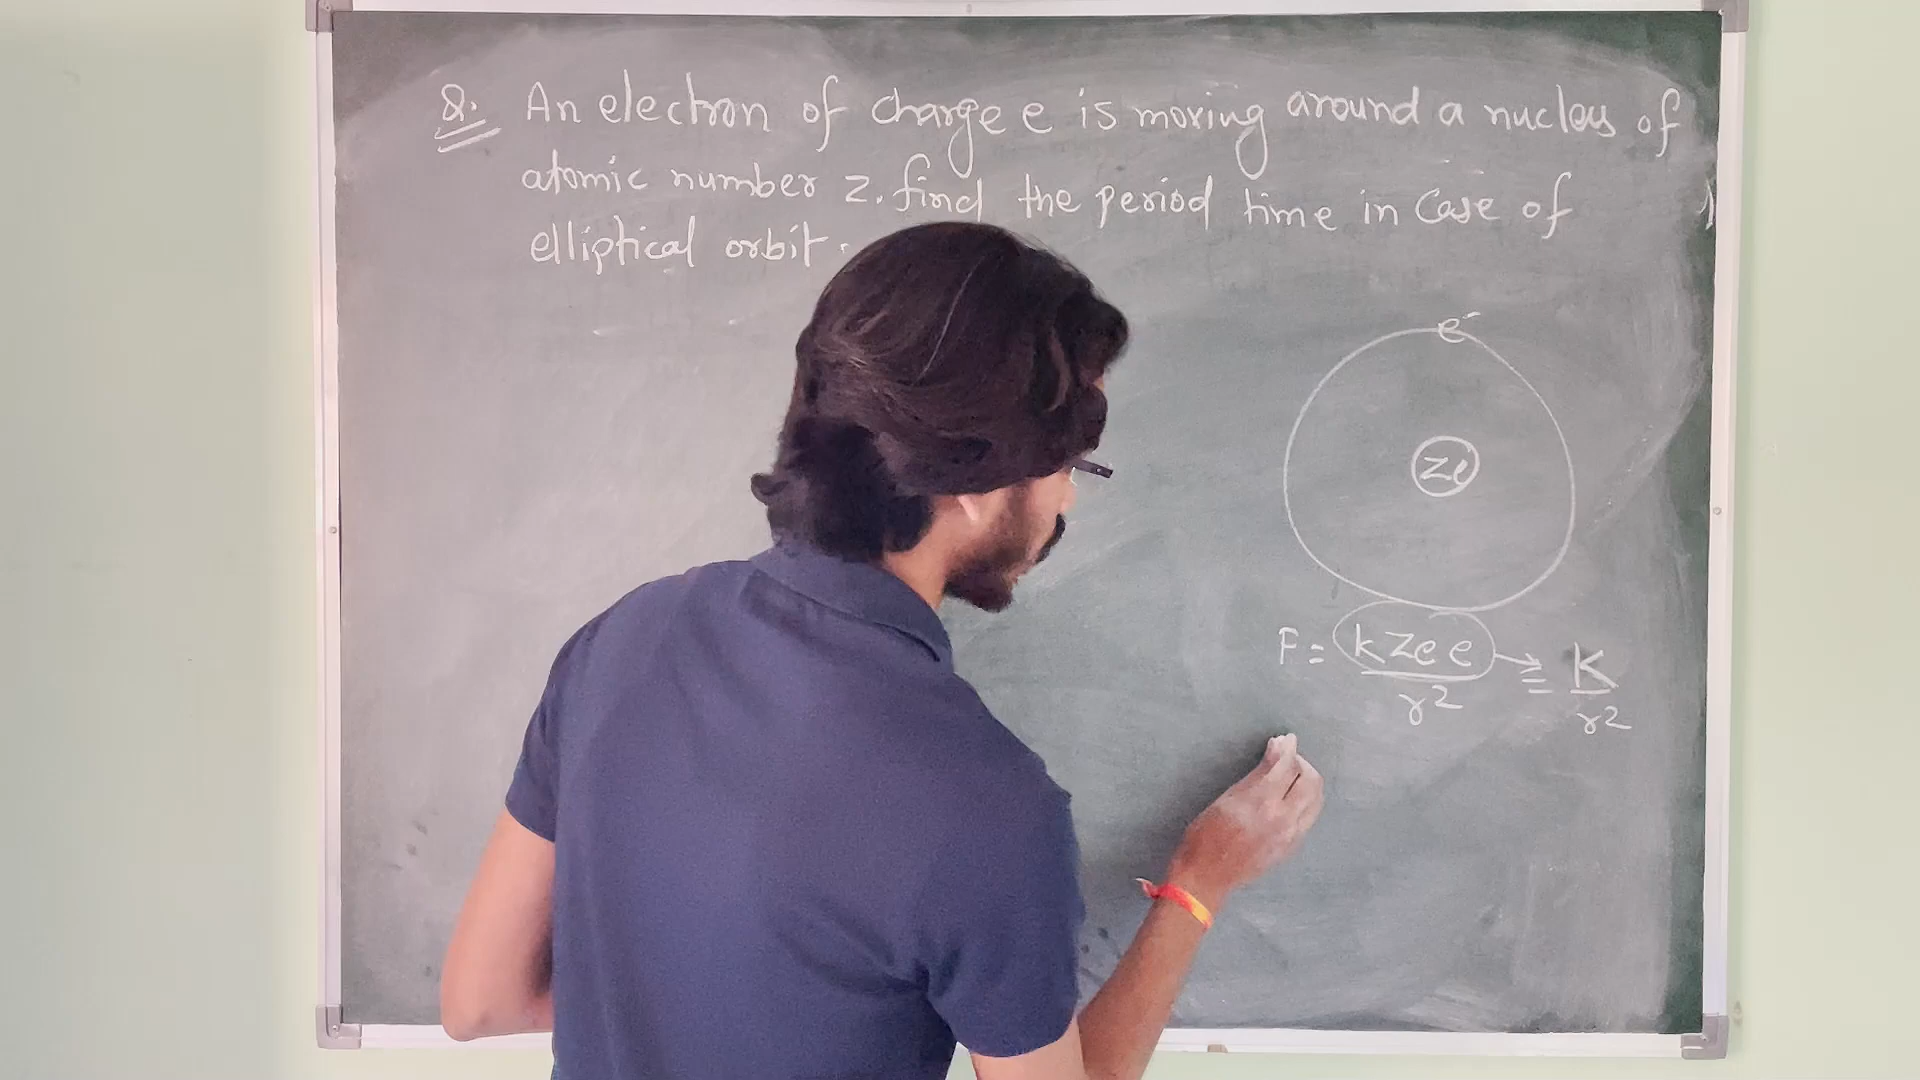 Q. An electron of charge e is moving around a nucleus of
atomic number z. find the period time in case of
elliptical orbit.
e⁻
ze
F = kzee/r² ≡ K/r²